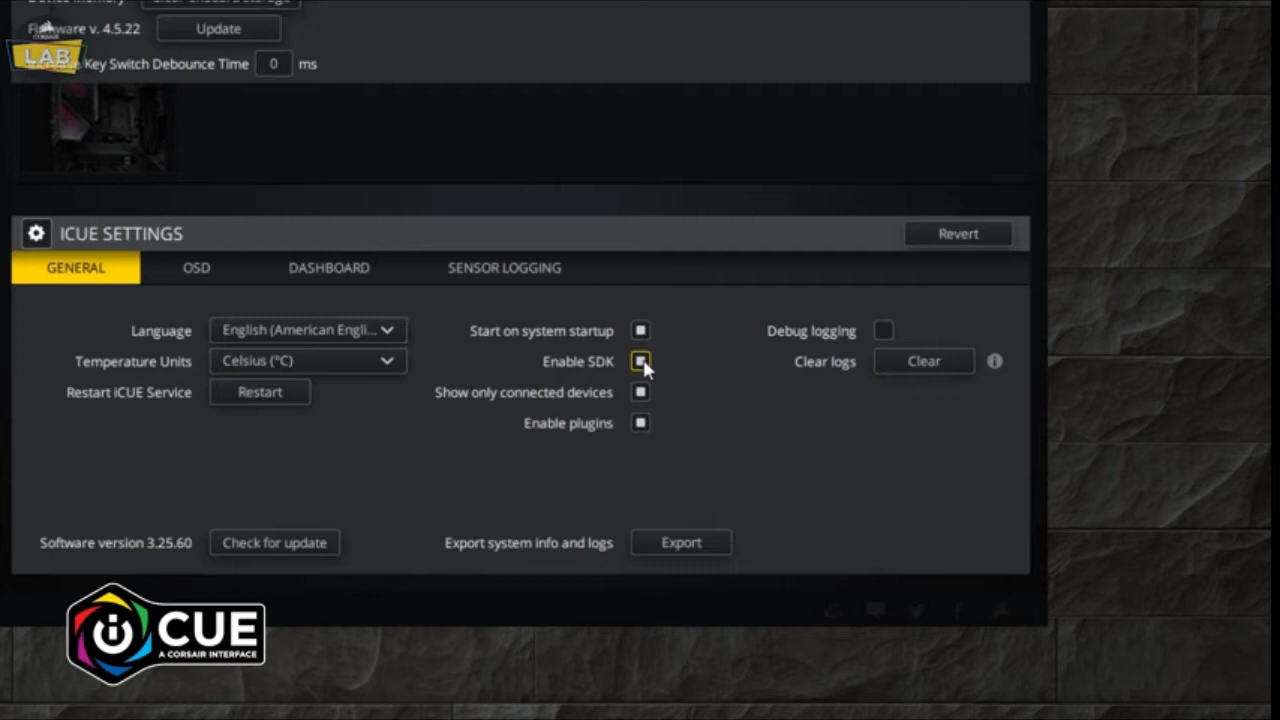 Firmware v. 4.5.22 Update
LAB
Key Switch Debounce Time 0 ms
ICUE SETTINGS Revert
GENERAL OSD DASHBOARD SENSOR LOGGING
Language English (American Engli... Start on system startup Debug logging
Temperature Units Celsius (°C) Enable SDK Clear logs Clear
Restart iCUE Service Restart Show only connected devices
Enable plugins
Software version 3.25.60 Check for update Export system info and logs Export
iCUE
A CORSAIR INTERFACE